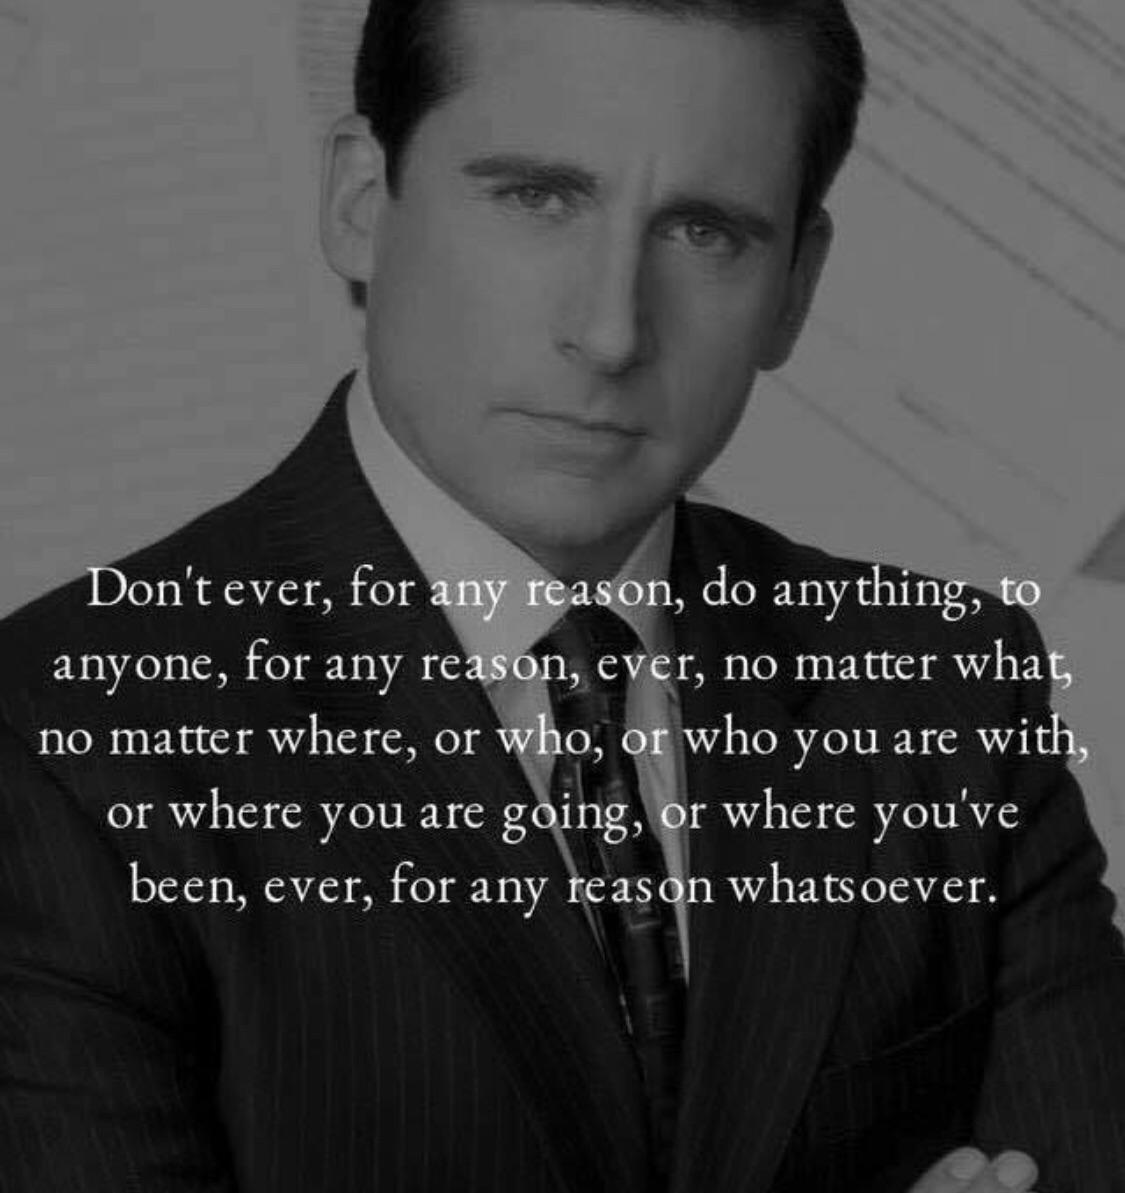 Don't ever, for any reason, do anything, to
anyone, for any reason, ever, no matter what,
no matter where, or who, or who you are with,
or where you are going, or where you've
been, ever, for any reason whatsoever.